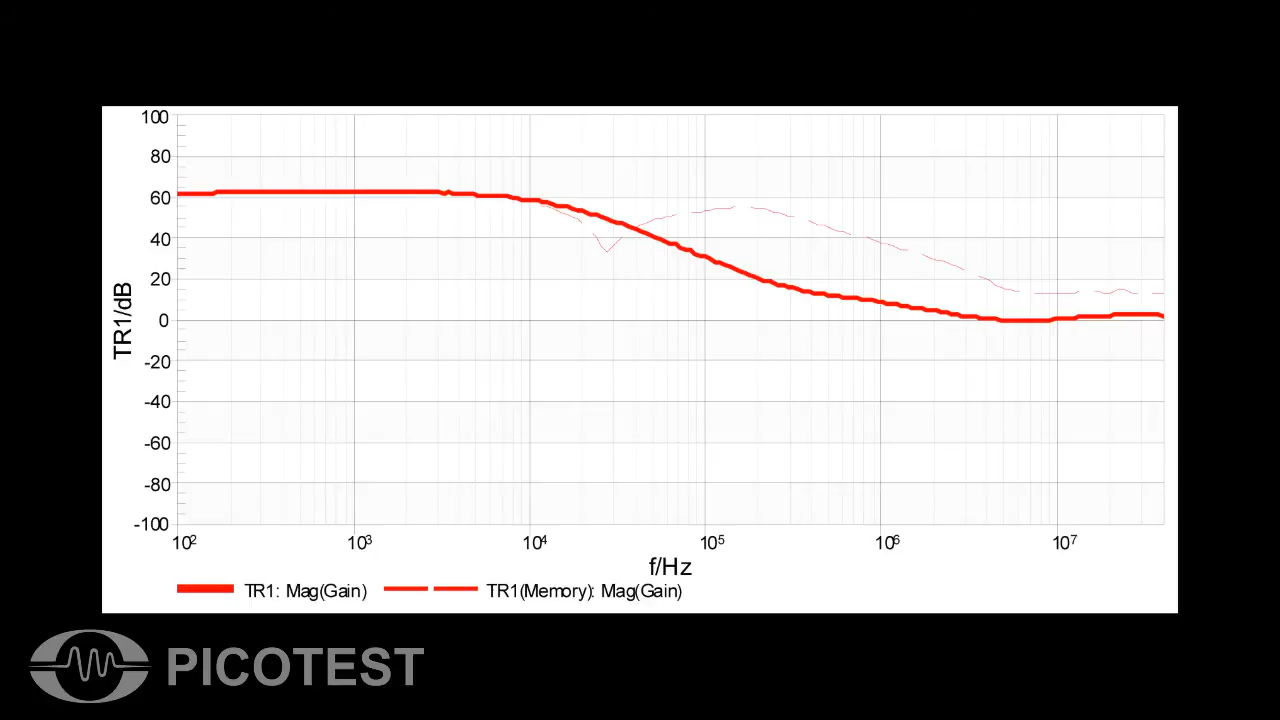 100
80
60
40
20
0
-20
-40
-60
-80
-100
TR1/dB
10² 10³ 10⁴ 10⁵ 10⁶ 10⁷
f/Hz
TR1: Mag(Gain) TR1(Memory): Mag(Gain)
PICOTEST